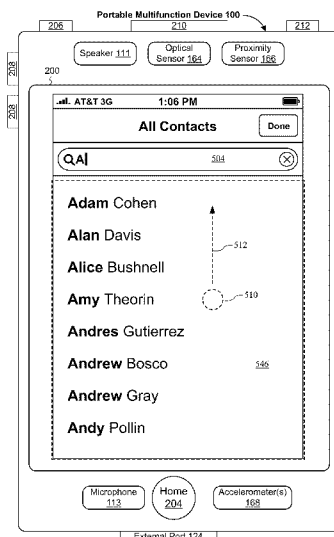 Portable Multifunction Device 100
206 210 212
Speaker 111
Optical
Sensor 164
Proximity
Sensor 166
208
200
208
AT&T 3G 1:06 PM
All Contacts Done
A 504
Adam Cohen
Alan Davis
512
Alice Bushnell
Amy Theorin
510
Andres Gutierrez
Andrew Bosco 546
Andrew Gray
Andy Pollin
Microphone
113
Home
204
Accelerometer(s)
168
External Port 124